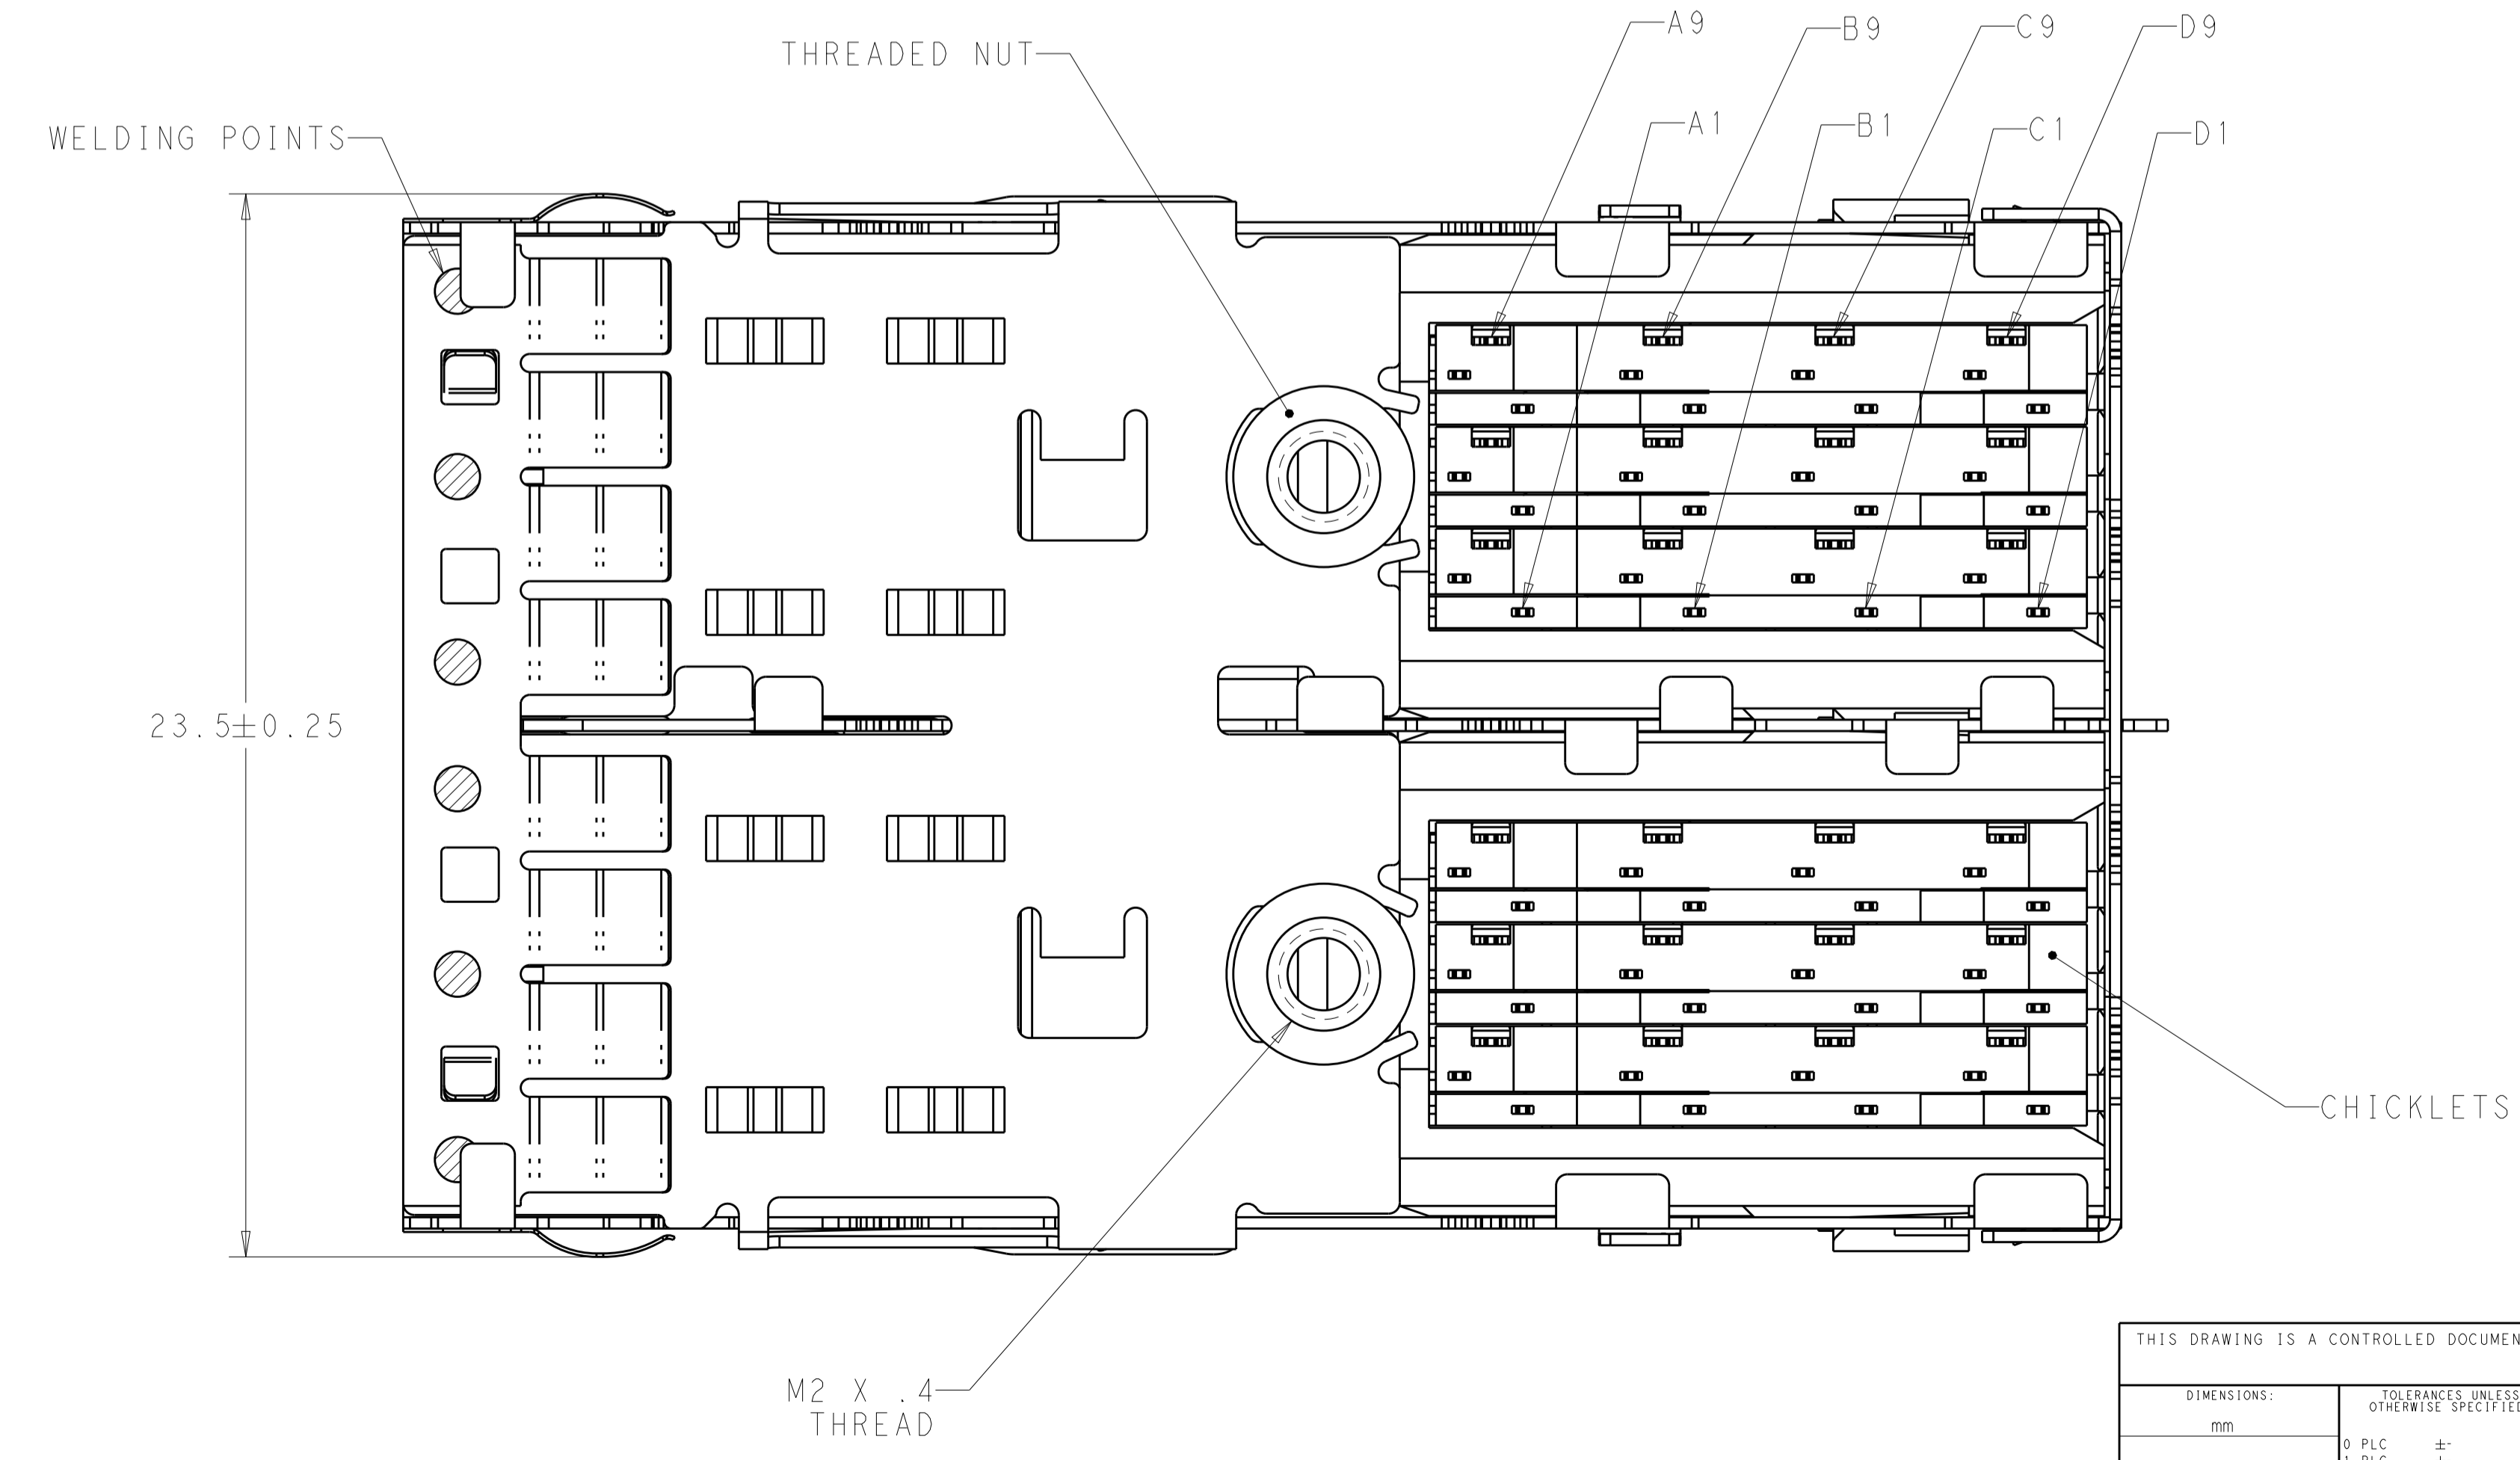 A9
B9
C9
D9
THREADED NUT
A1
B1
C1
D1
WELDING POINTS
23.5±0.25
CHICKLETS
M2 X .4
THREAD
THIS DRAWING IS A CONTROLLED DOCUMEN
DIMENSIONS:
mm
TOLERANCES UNLESS
OTHERWISE SPECIFIED
0 PLC ±-